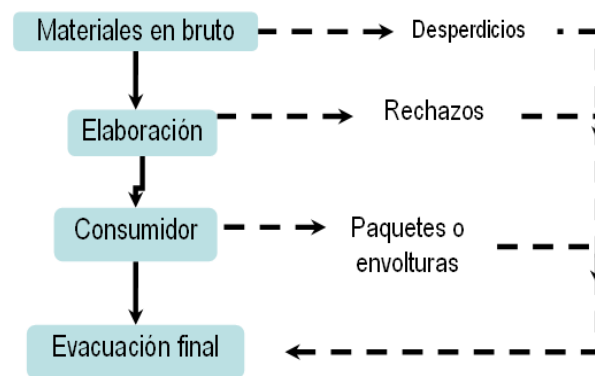 Materiales en bruto
Desperdicios
Elaboración
Rechazos
Consumidor
Paquetes o
envolturas
Evacuación final